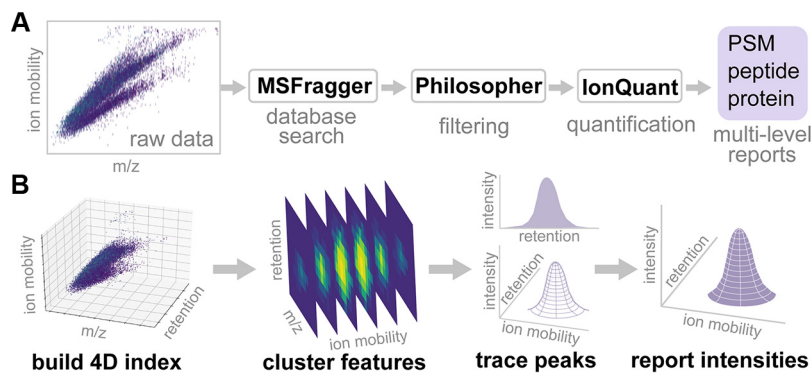 A
ion mobility
raw data
m/z
MSFragger
database
search
Philosopher
filtering
IonQuant
quantification
PSM
peptide
protein
multi-level
reports
B
ion mobility
m/z
retention
build 4D index
retention
m/z
ion mobility
cluster features
intensity
retention
intensity
retention
ion mobility
trace peaks
intensity
retention
ion mobility
report intensities